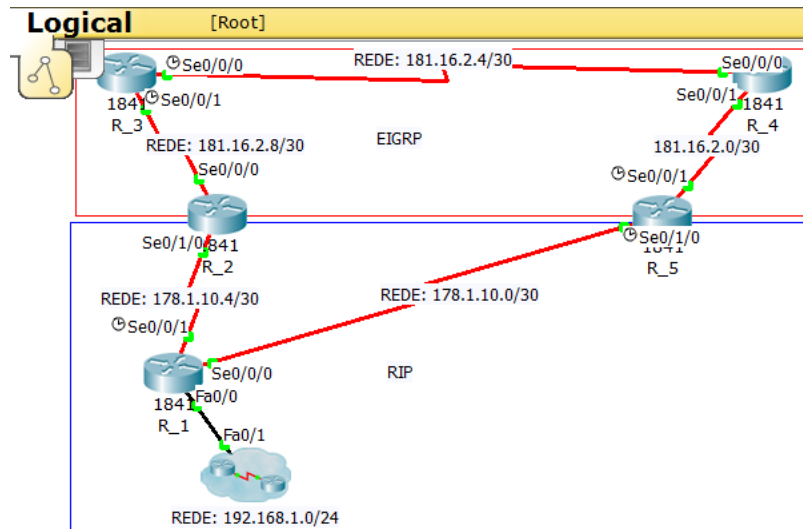 Logical [Root]
REDE: 181.16.2.4/30
Se0/0/0
Se0/0/0
1841
R_3
Se0/0/1
Se0/0/1
1841
R_4
EIGRP
REDE: 181.16.2.8/30
181.16.2.0/30
Se0/0/0
Se0/0/1
Se0/1/0
841
R_2
Se0/1/0
1841
R_5
REDE: 178.1.10.4/30
REDE: 178.1.10.0/30
Se0/0/1
Se0/0/0
RIP
1841
R_1
Fa0/0
Fa0/1
REDE: 192.168.1.0/24